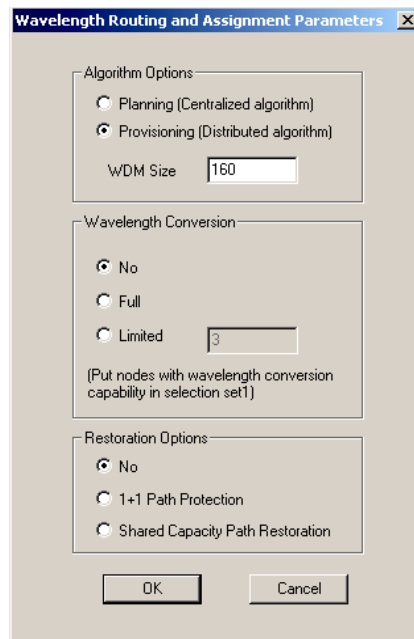 Wavelength Routing and Assignment Parameters
Algorithm Options
Planning (Centralized algorithm)
Provisioning (Distributed algorithm)
WDM Size 160
Wavelength Conversion
No
Full
Limited 3
(Put nodes with wavelength conversion
capability in selection set1)
Restoration Options
No
1+1 Path Protection
Shared Capacity Path Restoration
OK Cancel